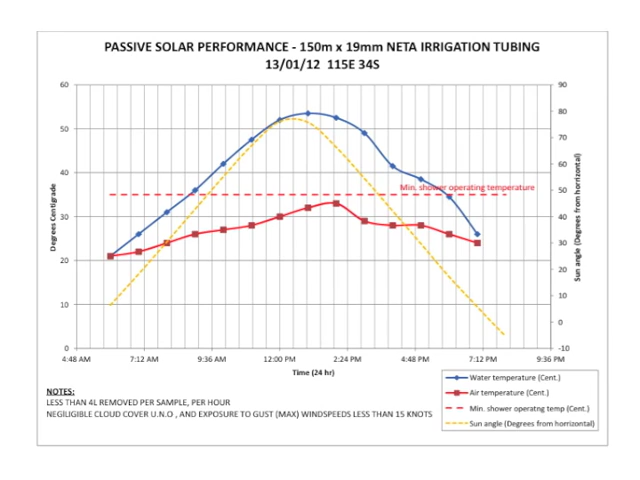 PASSIVE SOLAR PERFORMANCE - 150m x 19mm NETA IRRIGATION TUBING
13/01/12 115E 34S
60
50
40
30
20
10
0
Degrees Centigrade
90
80
70
60
50
40
30
20
10
0
-10
Sun angle (Degrees from horrizontal)
Min. shower operating temperature
4:48 AM 7:12 AM 9:36 AM 12:00 PM 2:24 PM 4:48 PM 7:12 PM 9:36 PM
Time (24 hr)
Water temperature (Cent.)
Air temperature (Cent.)
Min. shower operatng temp (Cent.)
Sun angle (Degrees from horrizontal)
NOTES:
LESS THAN 4L REMOVED PER SAMPLE, PER HOUR
NEGILIGIBLE CLOUD COVER U.N.O , AND EXPOSURE TO GUST (MAX) WINDSPEEDS LESS THAN 15 KNOTS